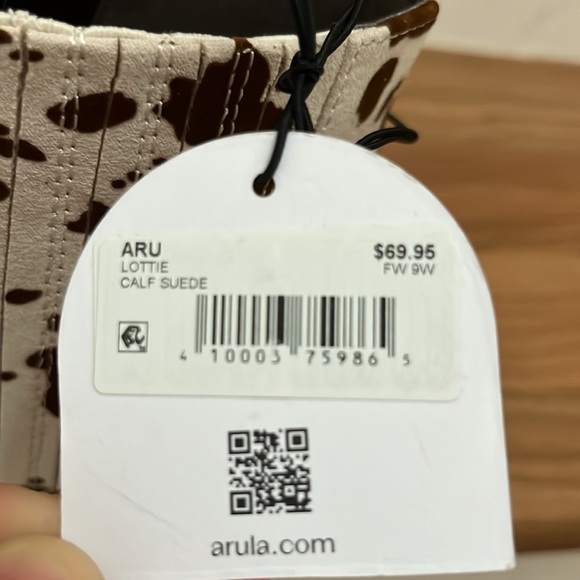 ARU $69.95
LOTTIE FW 9W
CALF SUEDE
4 10003 75986 5
arula.com